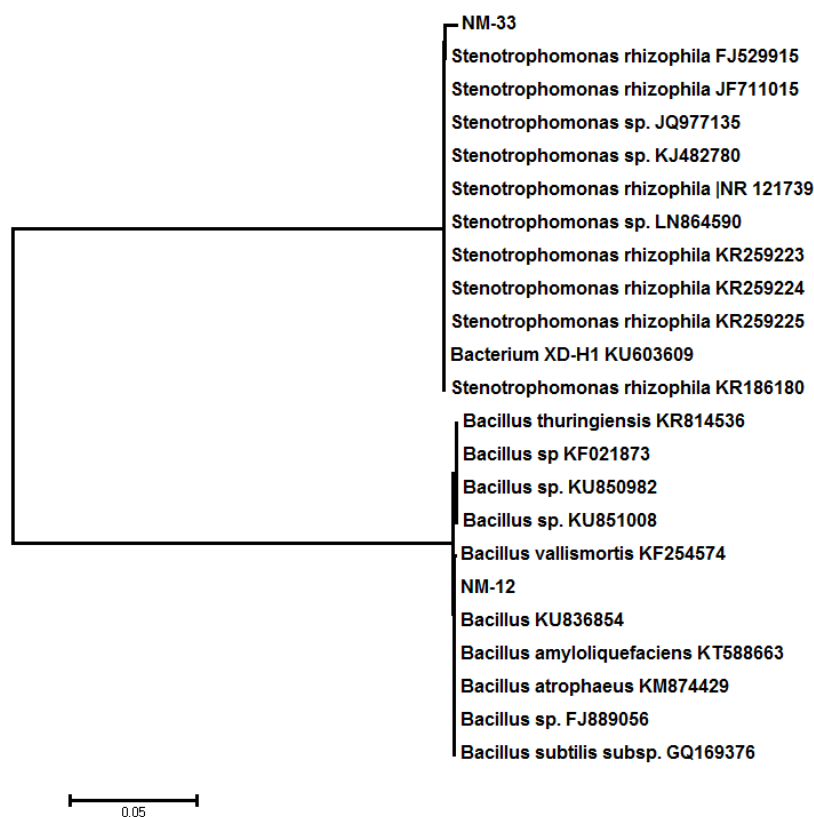 NM-33
Stenotrophomonas rhizophila FJ529915
Stenotrophomonas rhizophila JF711015
Stenotrophomonas sp. JQ977135
Stenotrophomonas sp. KJ482780
Stenotrophomonas rhizophila |NR 121739
Stenotrophomonas sp. LN864590
Stenotrophomonas rhizophila KR259223
Stenotrophomonas rhizophila KR259224
Stenotrophomonas rhizophila KR259225
Bacterium XD-H1 KU603609
Stenotrophomonas rhizophila KR186180
Bacillus thuringiensis KR814536
Bacillus sp KF021873
Bacillus sp. KU850982
Bacillus sp. KU851008
Bacillus vallismortis KF254574
NM-12
Bacillus KU836854
Bacillus amyloliquefaciens KT588663
Bacillus atrophaeus KM874429
Bacillus sp. FJ889056
Bacillus subtilis subsp. GQ169376
0.05